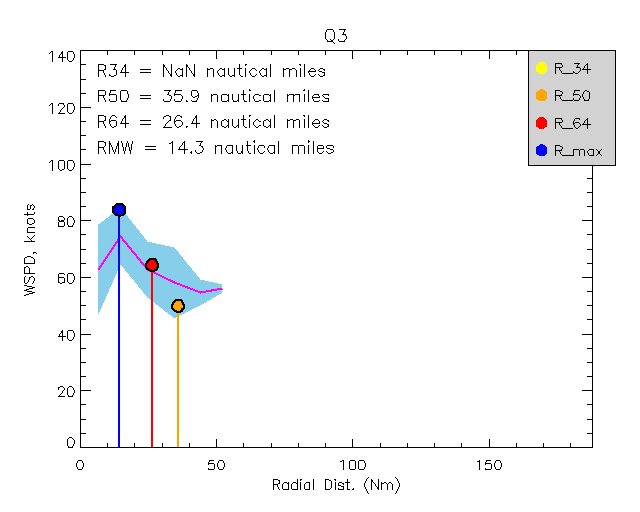 Q3
R34 = NaN nautical miles
R50 = 35.9 nautical miles
R64 = 26.4 nautical miles
RMW = 14.3 nautical miles
R_34
R_50
R_64
R_max
140
120
100
80
60
40
20
0
WSPD, knots
0 50 100 150
Radial Dist. (Nm)